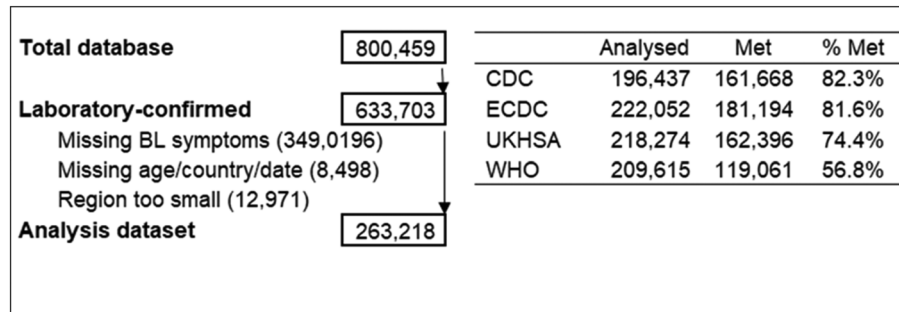 Total database 800,459
Laboratory-confirmed 633,703
Missing BL symptoms (349,0196)
Missing age/country/date (8,498)
Region too small (12,971)
Analysis dataset 263,218
Analysed Met % Met
CDC 196,437 161,668 82.3%
ECDC 222,052 181,194 81.6%
UKHSA 218,274 162,396 74.4%
WHO 209,615 119,061 56.8%